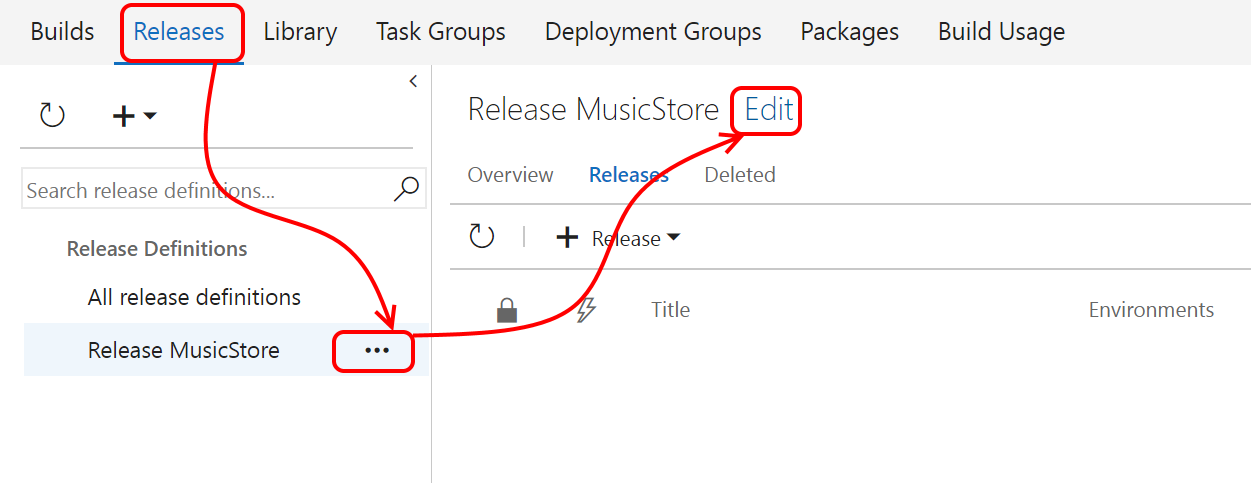 Builds Releases Library Task Groups Deployment Groups Packages Build Usage
Search release definitions...
Release Definitions
All release definitions
Release MusicStore ...
Release MusicStore Edit
Overview Releases Deleted
Release
Title Environments